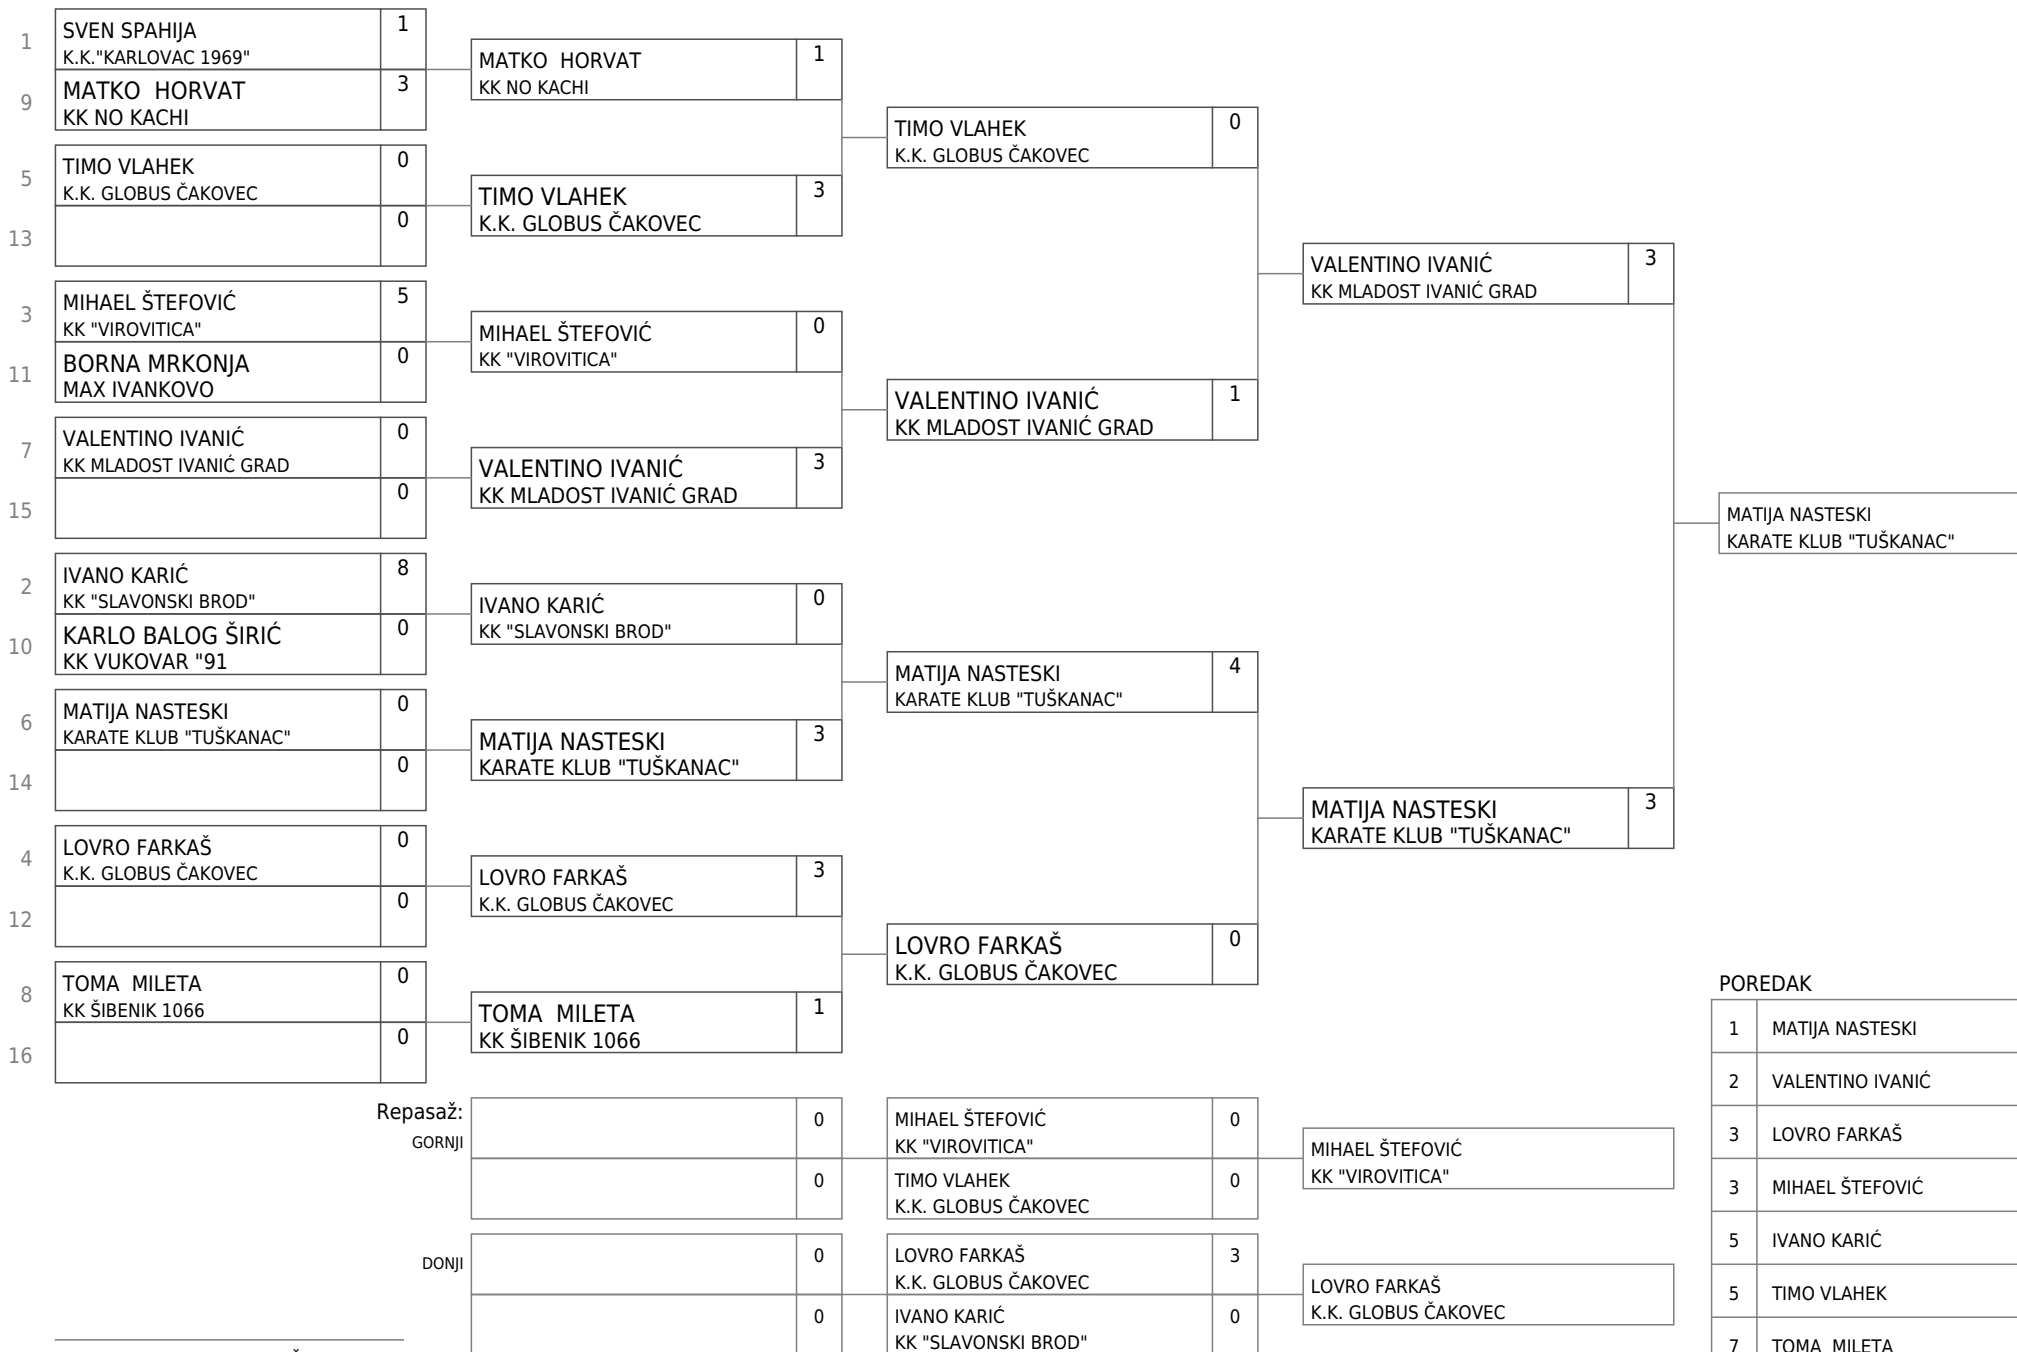 1
SVEN SPAHIJA
K.K."KARLOVAC 1969"
1
9
MATKO  HORVAT
KK NO KACHI
3
5
TIMO VLAHEK
K.K. GLOBUS ČAKOVEC
0
13
0
3
MIHAEL ŠTEFOVIĆ
KK "VIROVITICA"
5
11
BORNA MRKONJA
MAX IVANKOVO
0
7
VALENTINO IVANIĆ
KK MLADOST IVANIĆ GRAD
0
15
0
2
IVANO KARIĆ
KK "SLAVONSKI BROD"
8
10
KARLO BALOG ŠIRIĆ
KK VUKOVAR "91
0
6
MATIJA NASTESKI
KARATE KLUB "TUŠKANAC"
0
14
0
4
LOVRO FARKAŠ
K.K. GLOBUS ČAKOVEC
0
12
0
8
TOMA  MILETA
KK ŠIBENIK 1066
0
16
0
MATKO  HORVAT
KK NO KACHI
1
TIMO VLAHEK
K.K. GLOBUS ČAKOVEC
3
MIHAEL ŠTEFOVIĆ
KK "VIROVITICA"
0
VALENTINO IVANIĆ
KK MLADOST IVANIĆ GRAD
3
IVANO KARIĆ
KK "SLAVONSKI BROD"
0
MATIJA NASTESKI
KARATE KLUB "TUŠKANAC"
3
LOVRO FARKAŠ
K.K. GLOBUS ČAKOVEC
3
TOMA  MILETA
KK ŠIBENIK 1066
1
TIMO VLAHEK
K.K. GLOBUS ČAKOVEC
0
VALENTINO IVANIĆ
KK MLADOST IVANIĆ GRAD
1
MATIJA NASTESKI
KARATE KLUB "TUŠKANAC"
4
LOVRO FARKAŠ
K.K. GLOBUS ČAKOVEC
0
VALENTINO IVANIĆ
KK MLADOST IVANIĆ GRAD
3
MATIJA NASTESKI
KARATE KLUB "TUŠKANAC"
3
MATIJA NASTESKI
KARATE KLUB "TUŠKANAC"
Repasaž:
GORNJI
0
0
MIHAEL ŠTEFOVIĆ
KK "VIROVITICA"
0
TIMO VLAHEK
K.K. GLOBUS ČAKOVEC
0
MIHAEL ŠTEFOVIĆ
KK "VIROVITICA"
DONJI
0
0
LOVRO FARKAŠ
K.K. GLOBUS ČAKOVEC
3
IVANO KARIĆ
KK "SLAVONSKI BROD"
0
LOVRO FARKAŠ
K.K. GLOBUS ČAKOVEC
POREDAK
1 MATIJA NASTESKI
2 VALENTINO IVANIĆ
3 LOVRO FARKAŠ
3 MIHAEL ŠTEFOVIĆ
5 IVANO KARIĆ
5 TIMO VLAHEK
7 TOMA  MILETA